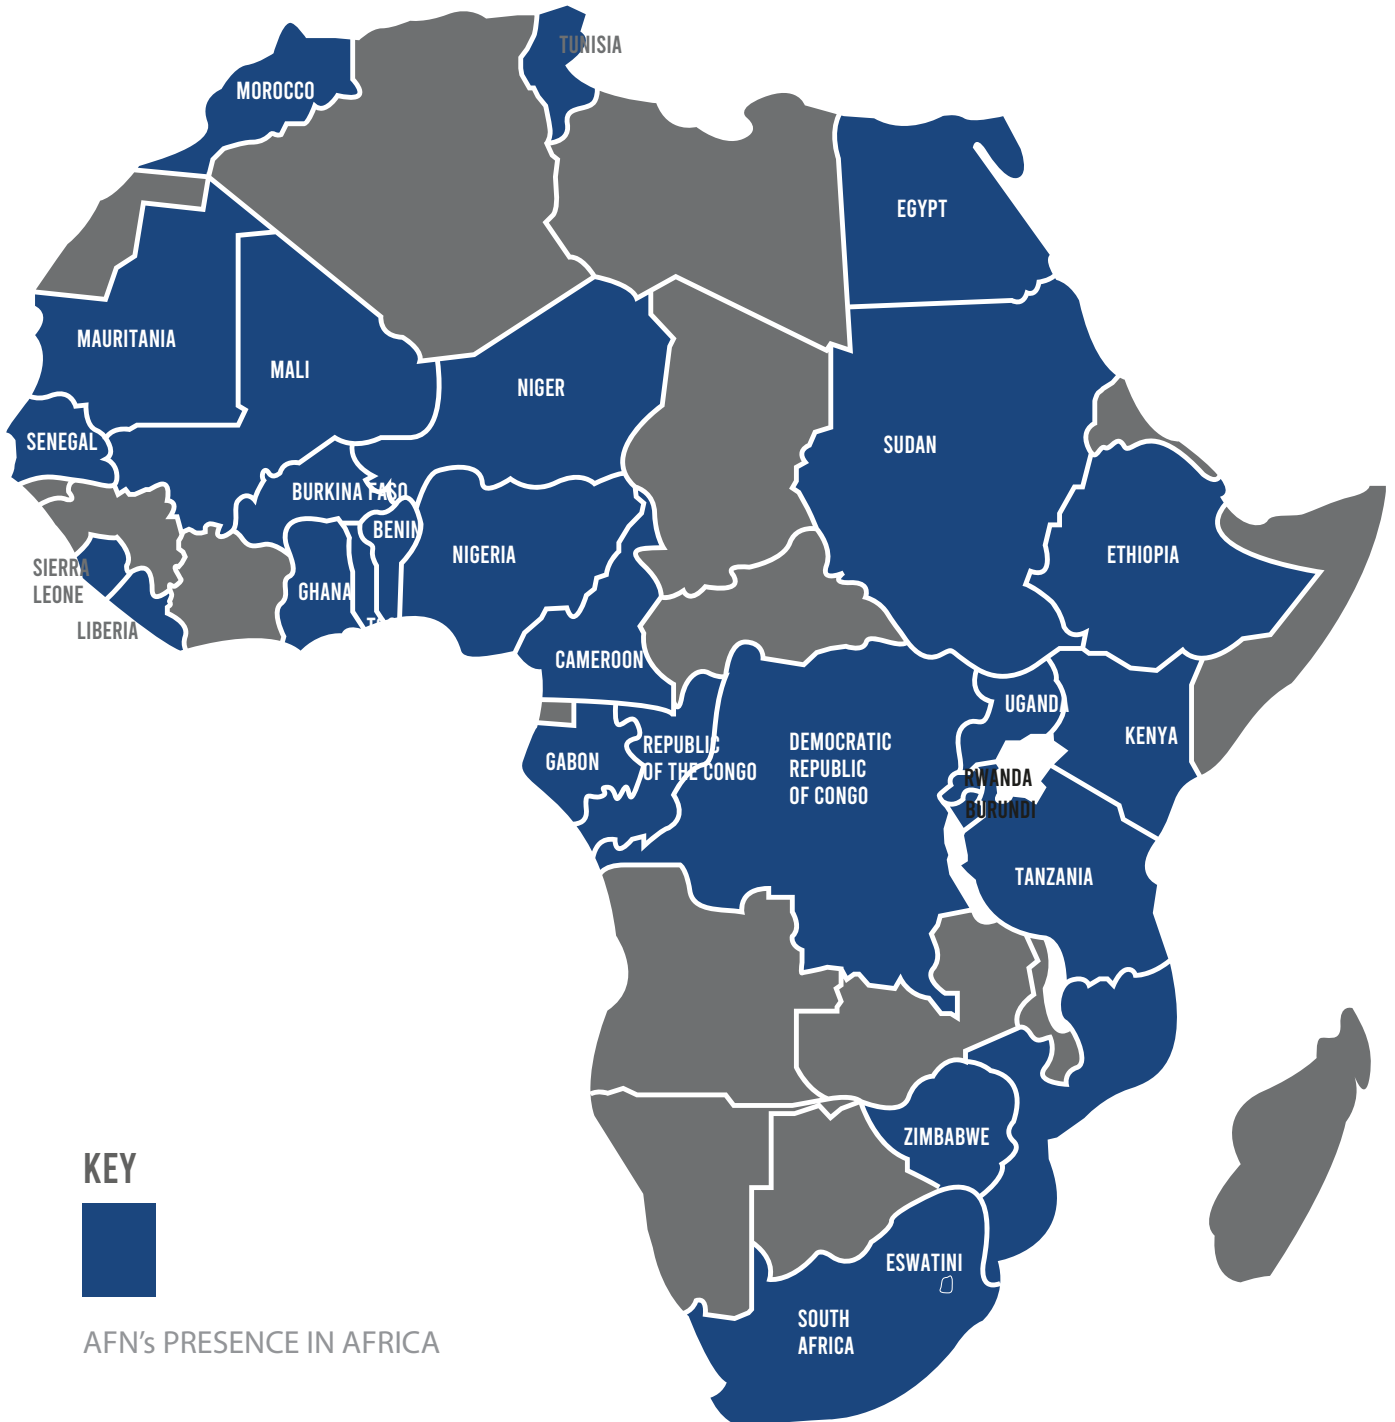 TUNISIA
MOROCCO
EGYPT
MAURITANIA
MALI
NIGER
SENEGAL
SUDAN
BURKINA FASO
BENIN
NIGERIA
ETHIOPIA
SIERRA
LEONE
GHANA
LIBERIA
CAMEROON
UGANDA
KENYA
GABON
REPUBLIC
OF THE CONGO
DEMOCRATIC
REPUBLIC
OF CONGO
RWANDA
BURUNDI
TANZANIA
ZIMBABWE
ESWATINI
SOUTH
AFRICA
KEY
AFN's PRESENCE IN AFRICA